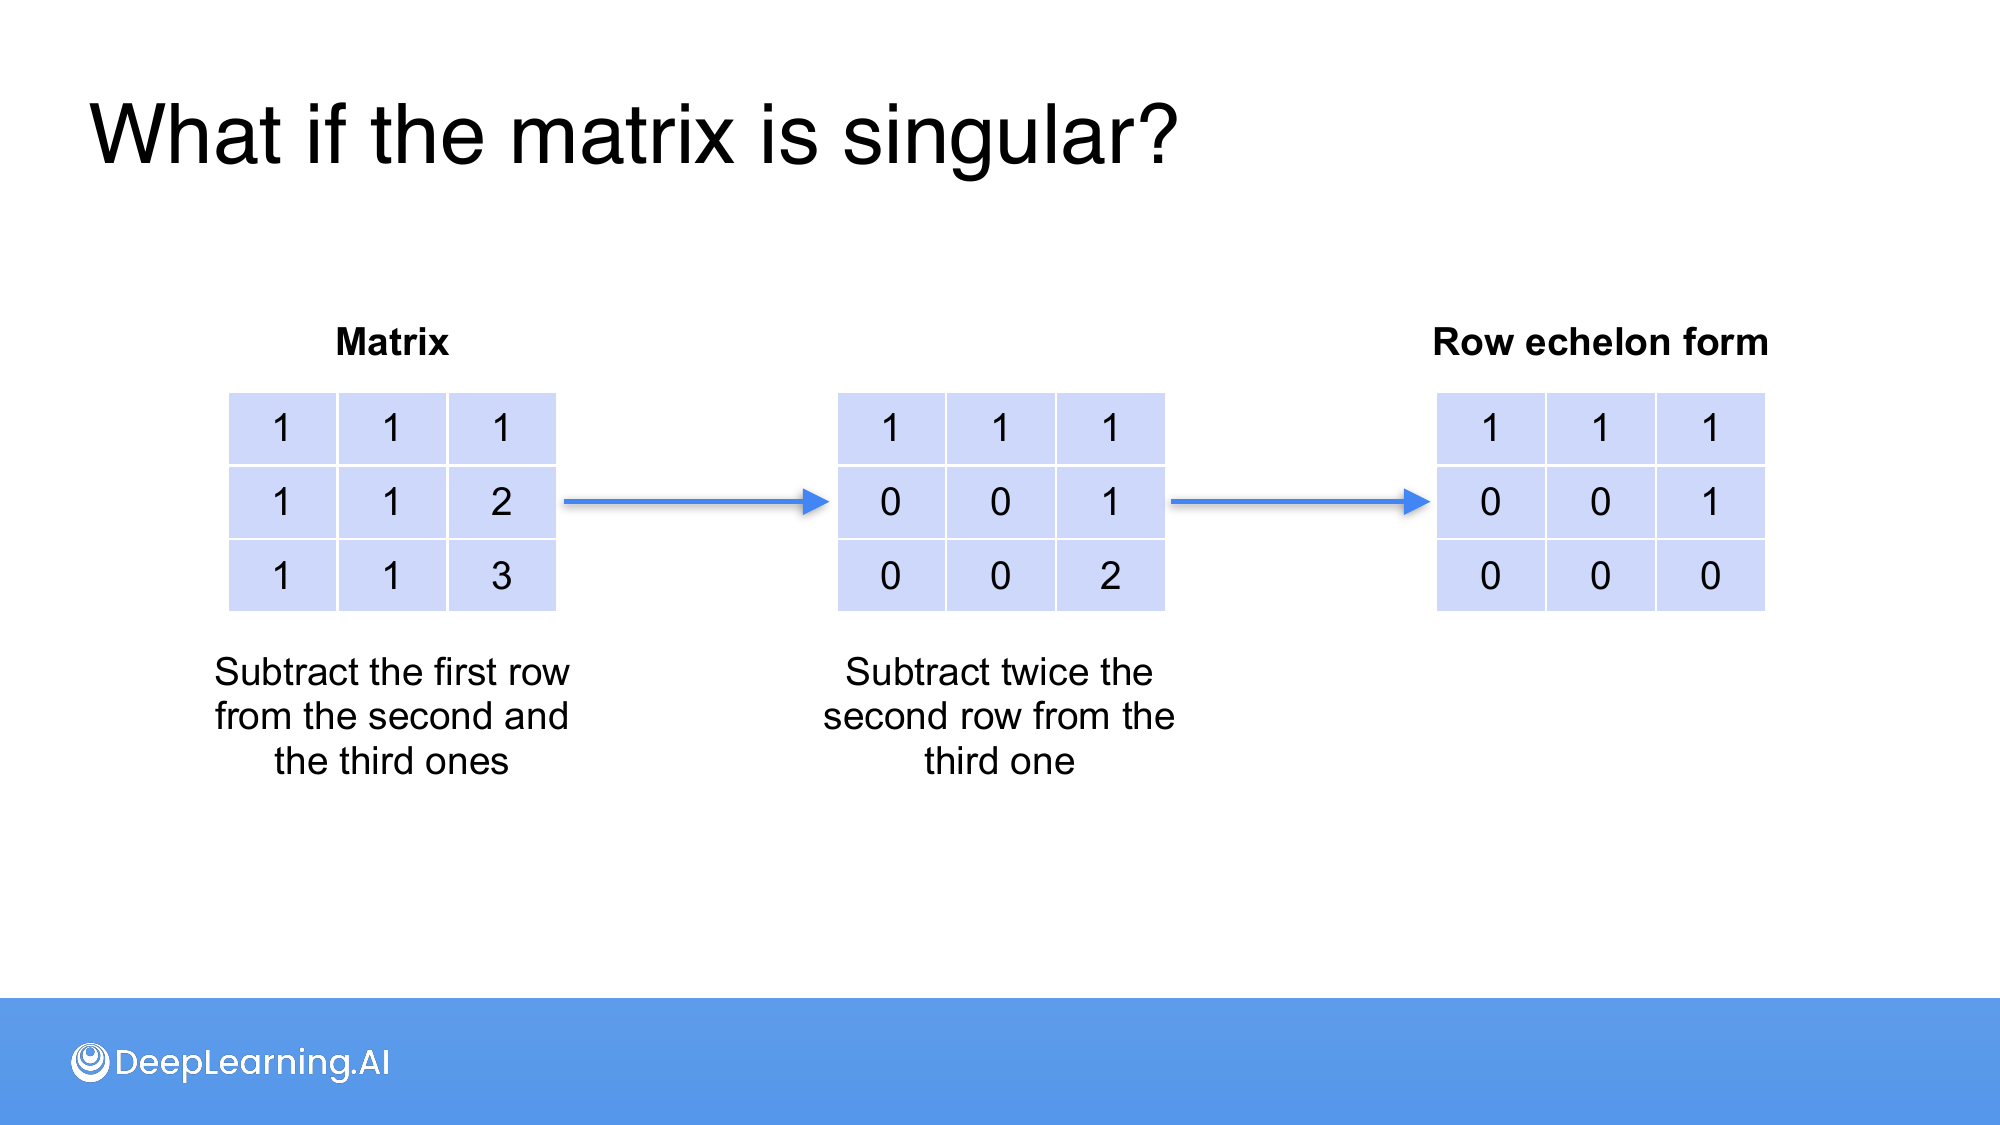 What if the matrix is singular?
Matrix
Row echelon form
1 1 1
1 1 2
1 1 3
1 1 1
0 0 1
0 0 2
1 1 1
0 0 1
0 0 0
Subtract the first row
from the second and
the third ones
Subtract twice the
second row from the
third one
DeepLearning.AI